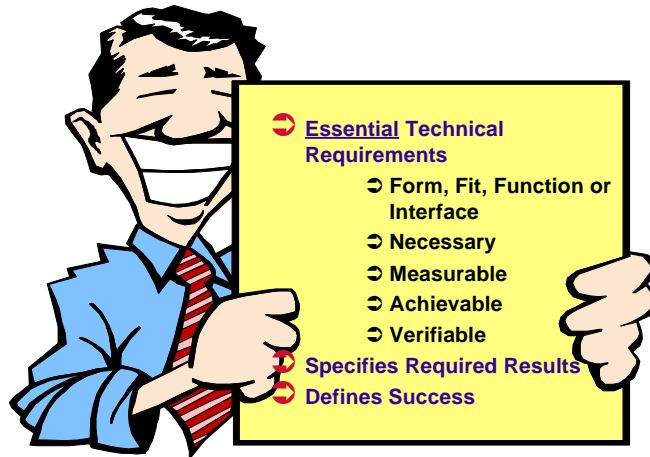 Essential Technical
Requirements
Form, Fit, Function or
Interface
Necessary
Measurable
Achievable
Verifiable
Specifies Required Results
Defines Success